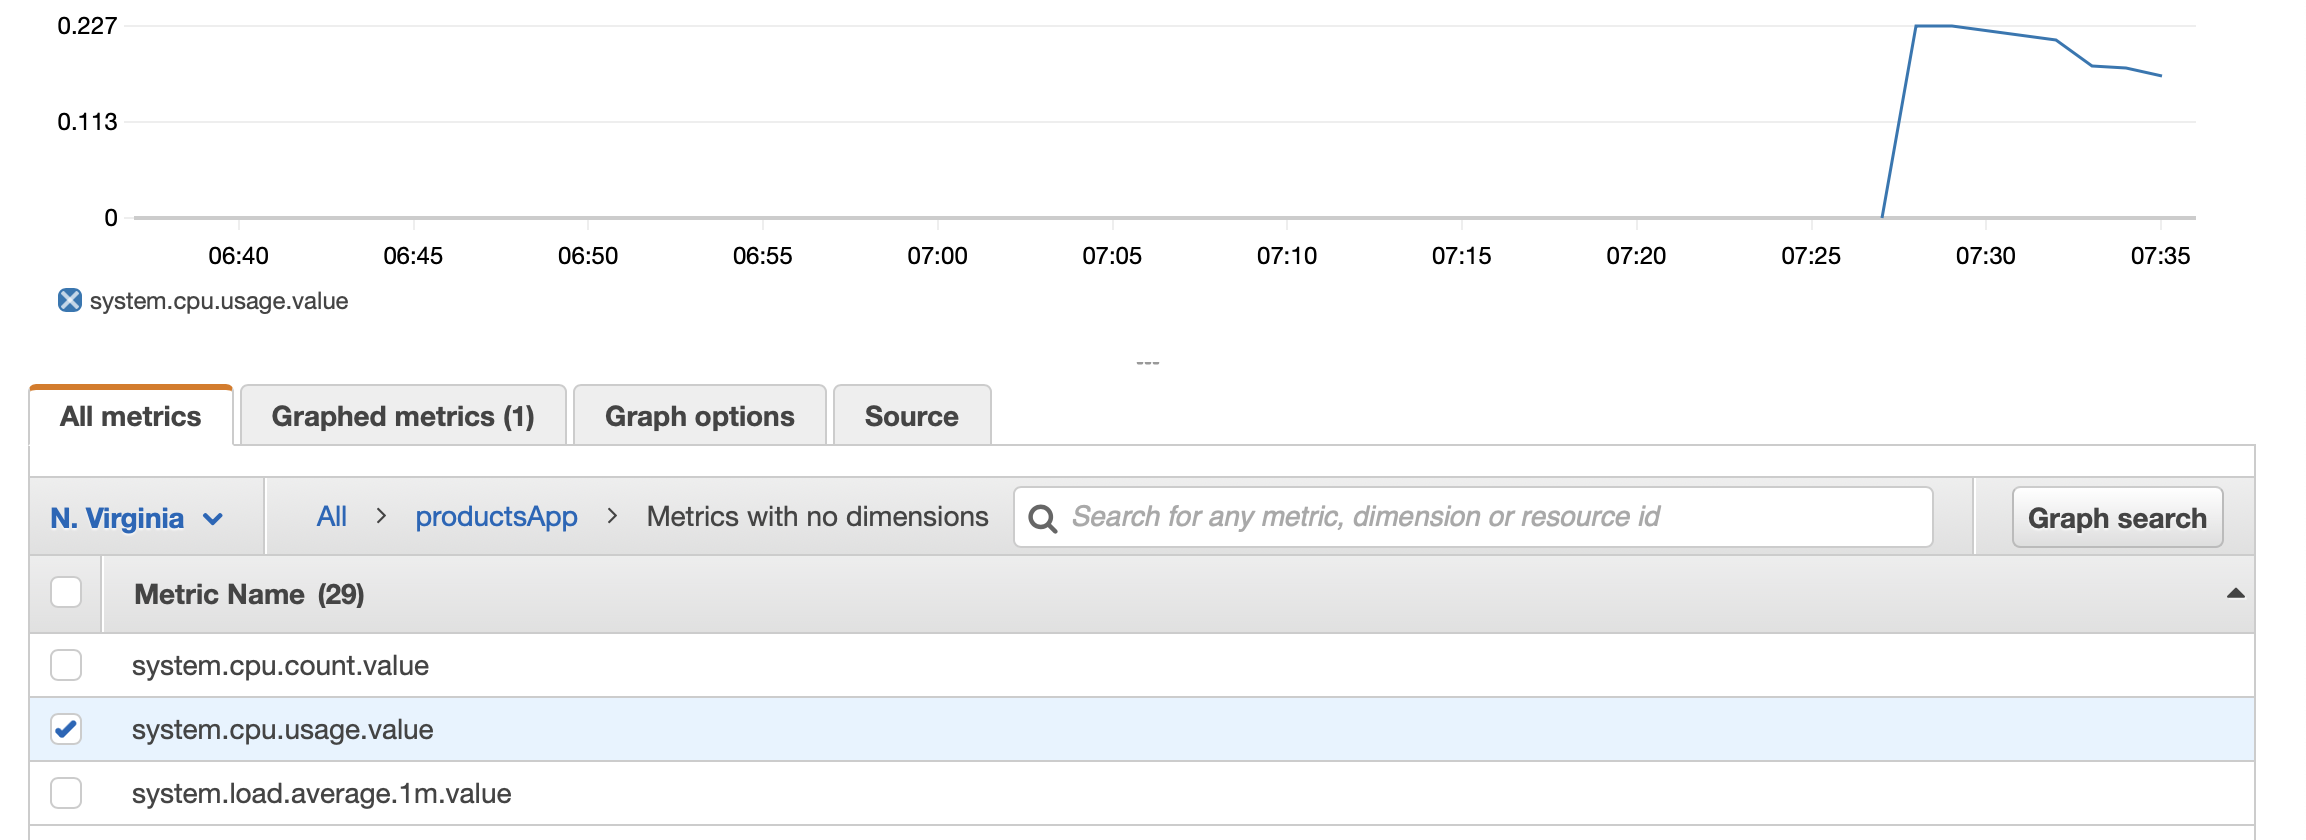 0.227
0.113
0
06:40 06:45 06:50 06:55 07:00 07:05 07:10 07:15 07:20 07:25 07:30 07:35
system.cpu.usage.value
---
All metrics Graphed metrics (1) Graph options Source
N. Virginia All > productsApp > Metrics with no dimensions Search for any metric, dimension or resource id Graph search
Metric Name (29)
system.cpu.count.value
system.cpu.usage.value
system.load.average.1m.value